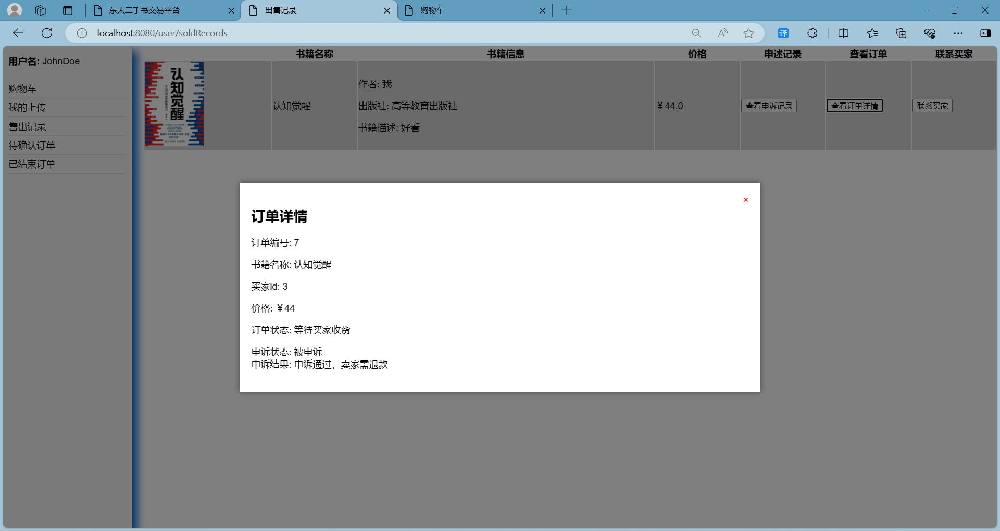 东大二手书交易平台
出售记录
购物车
localhost:8080/user/soldRecords
译
用户名: JohnDoe
购物车
我的上传
售出记录
待确认订单
已结束订单
书籍名称 书籍信息 价格 申述记录 查看订单 联系买家
认知觉醒
认知觉醒
作者: 我
出版社: 高等教育出版社
书籍描述: 好看
¥44.0
查看申诉记录
查看订单详情
联系买家
×
订单详情
订单编号: 7
书籍名称: 认知觉醒
买家id: 3
价格: ¥44
订单状态: 等待买家收货
申诉状态: 被申诉
申诉结果: 申诉通过，卖家需退款